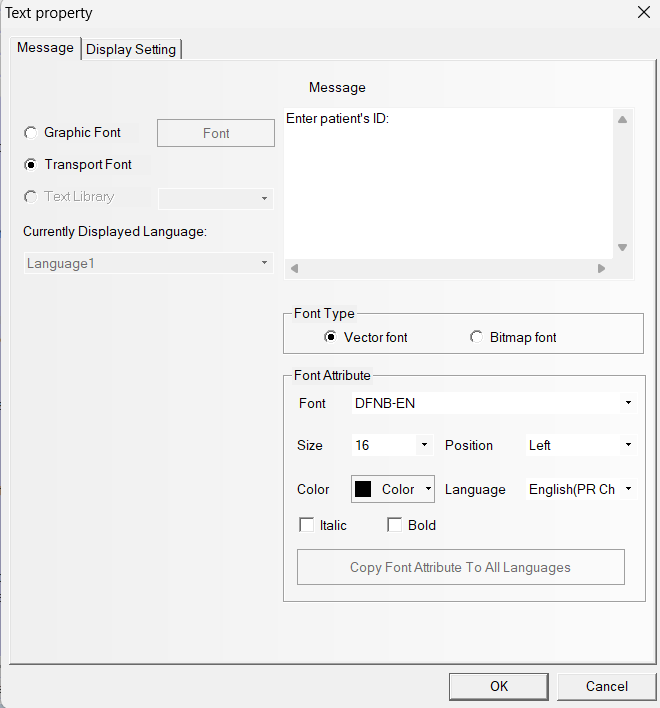 Text property
Message
Display Setting
Message
Graphic Font
Font
Enter patient's ID:
Transport Font
Text Library
Currently Displayed Language:
Language1
Font Type
Vector font
Bitmap font
Font Attribute
Font
DFNB-EN
Size
16
Position
Left
Color
Color
Language
English(PR Ch
Italic
Bold
Copy Font Attribute To All Languages
OK
Cancel